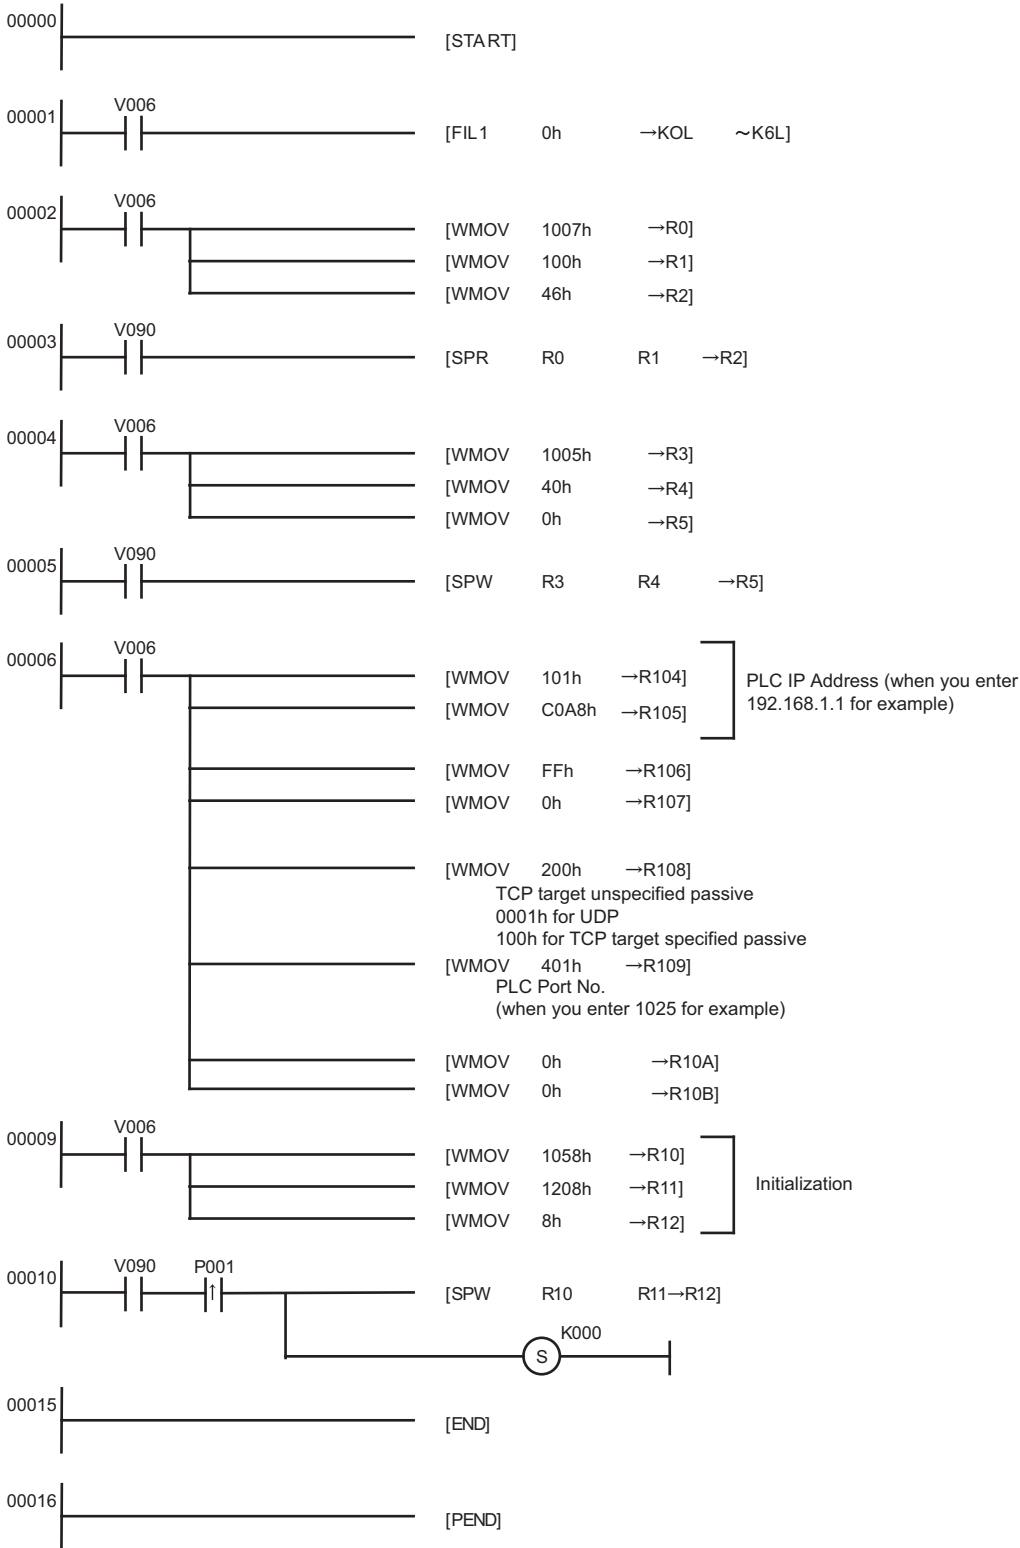 00000
[START]
00001
V006
[FIL1 0h →KOL ～K6L]
00002
V006
[WMOV 1007h →R0]
[WMOV 100h →R1]
[WMOV 46h →R2]
00003
V090
[SPR R0 R1 →R2]
00004
V006
[WMOV 1005h →R3]
[WMOV 40h →R4]
[WMOV 0h →R5]
00005
V090
[SPW R3 R4 →R5]
00006
V006
[WMOV 101h →R104]
[WMOV C0A8h →R105]
PLC IP Address (when you enter
192.168.1.1 for example)
[WMOV FFh →R106]
[WMOV 0h →R107]
[WMOV 200h →R108]
TCP target unspecified passive
0001h for UDP
100h for TCP target specified passive
[WMOV 401h →R109]
PLC Port No.
(when you enter 1025 for example)
[WMOV 0h →R10A]
[WMOV 0h →R10B]
00009
V006
[WMOV 1058h →R10]
[WMOV 1208h →R11]
[WMOV 8h →R12]
Initialization
00010
V090 P001
↑
[SPW R10 R11→R12]
K000
S
00015
[END]
00016
[PEND]